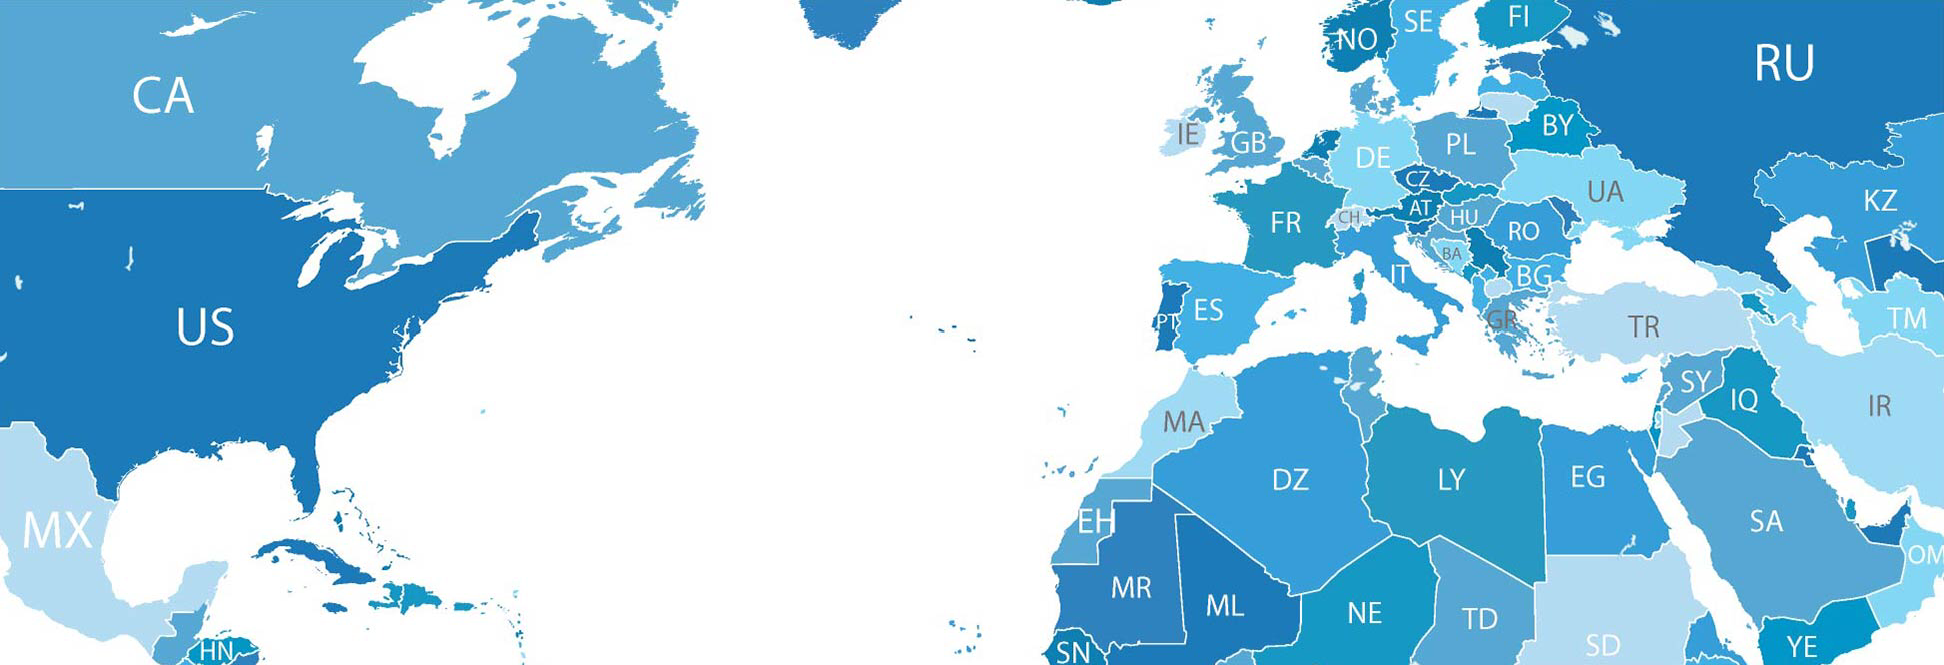 CA
US
MX
HN
NO
SE
FI
RU
IE
GB
DE
PL
BY
CZ
UA
FR
CH
AT
HU
RO
KZ
BA
IT
BG
PT
ES
GR
TR
TM
MA
SY
IQ
IR
DZ
LY
EG
SA
EH
MR
ML
NE
TD
SD
OM
YE
SN